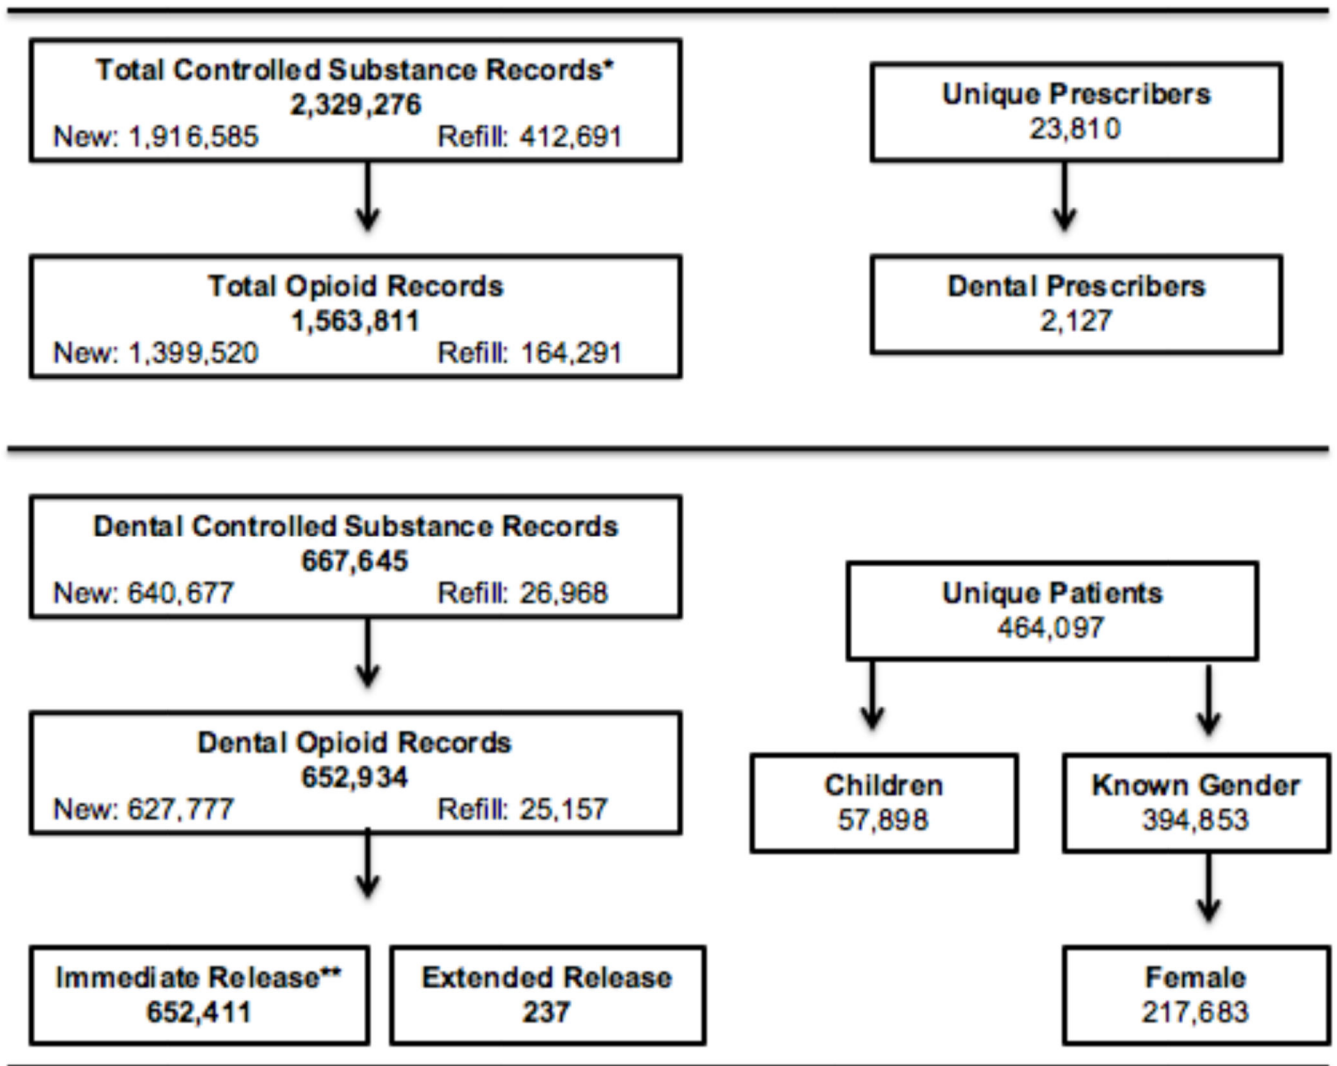 Total Controlled Substance Records*
2,329,276
New: 1,916,585 Refill: 412,691
Unique Prescribers
23,810
Total Opioid Records
1,563,811
New: 1,399,520 Refill: 164,291
Dental Prescribers
2,127
Dental Controlled Substance Records
667,645
New: 640,677 Refill: 26,968
Unique Patients
464,097
Dental Opioid Records
652,934
New: 627,777 Refill: 25,157
Children
57,898
Known Gender
394,853
Immediate Release**
652,411
Extended Release
237
Female
217,683